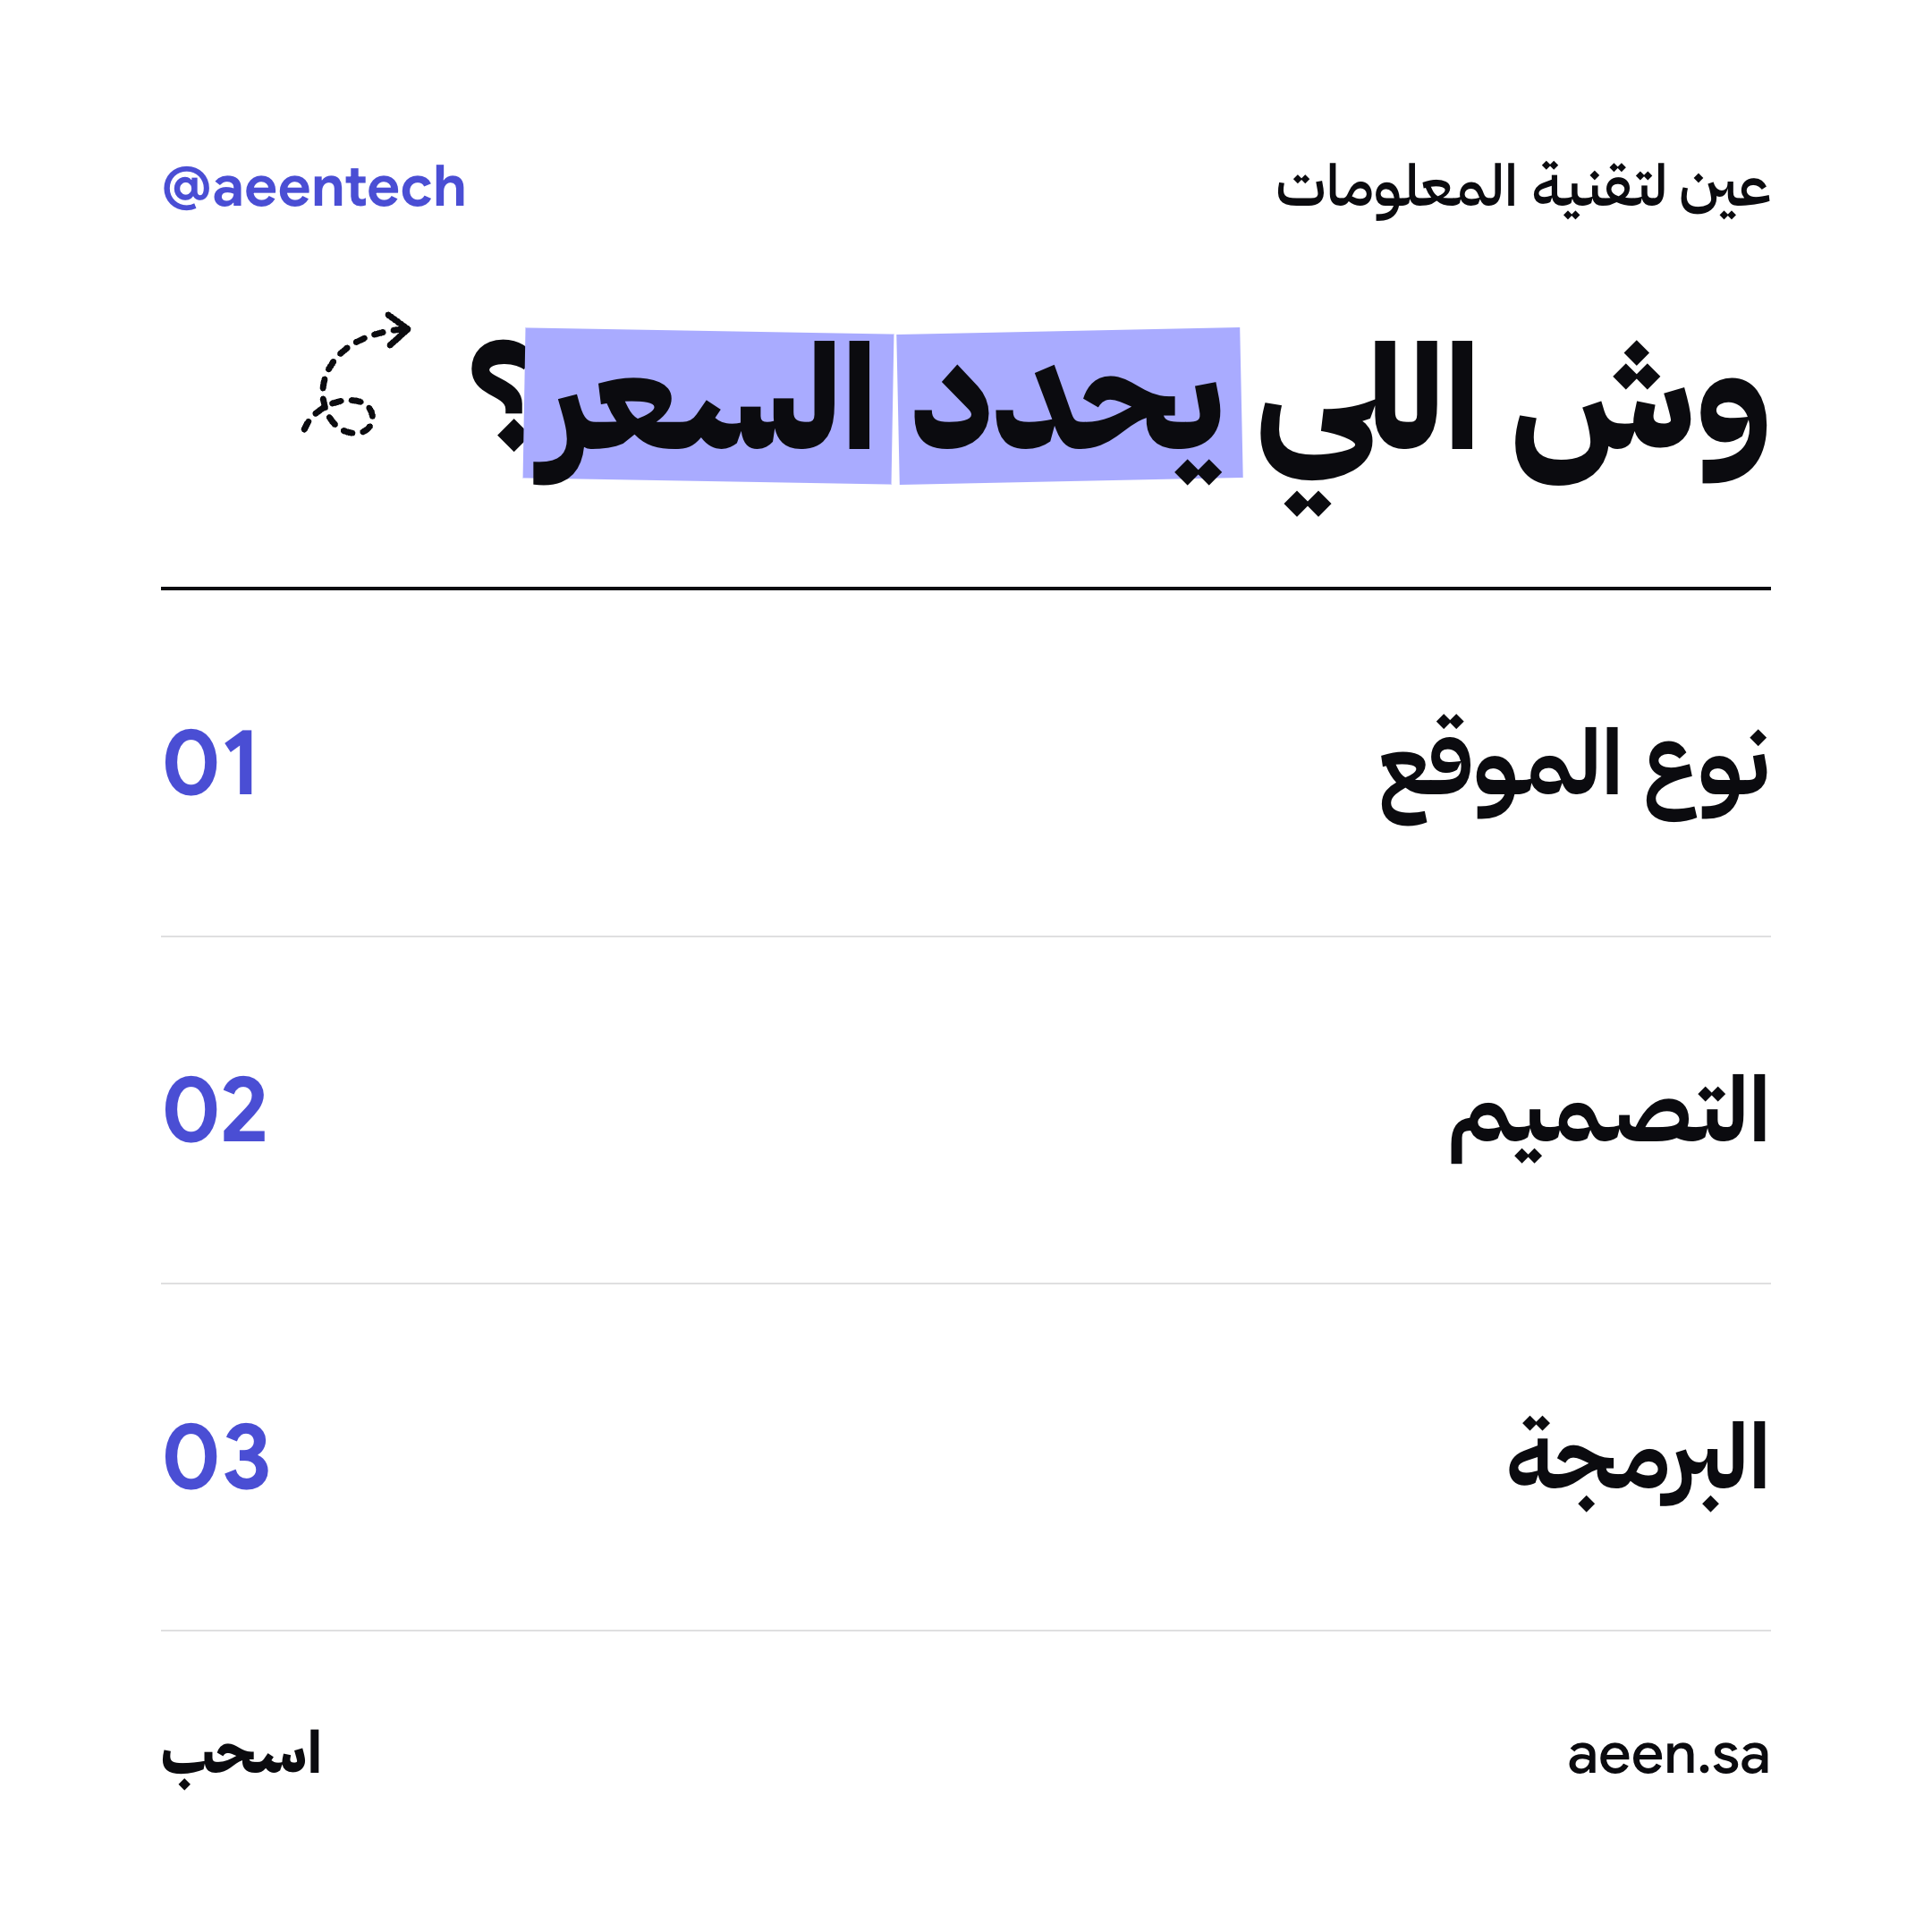 عين لتقنية المعلومات
@aeentech
وش اللي يحدد السعر؟
نوع الموقع
01
التصميم
02
البرمجة
03
aeen.sa
اسحب